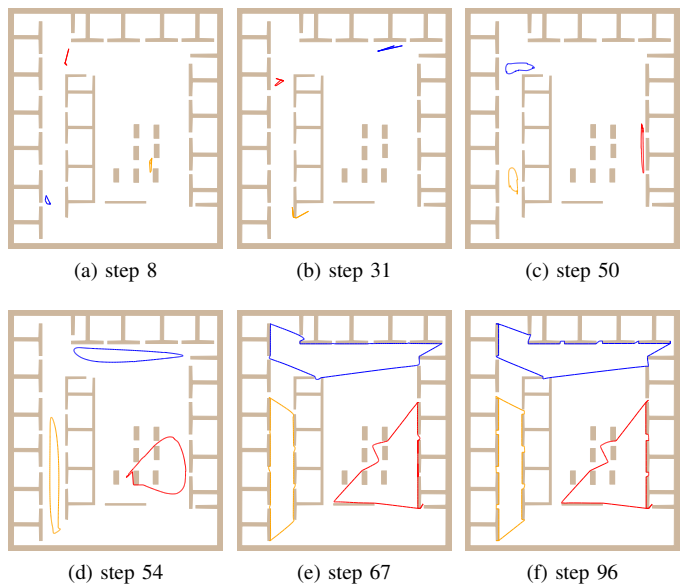 (a) step 8
(b) step 31
(c) step 50
(d) step 54
(e) step 67
(f) step 96